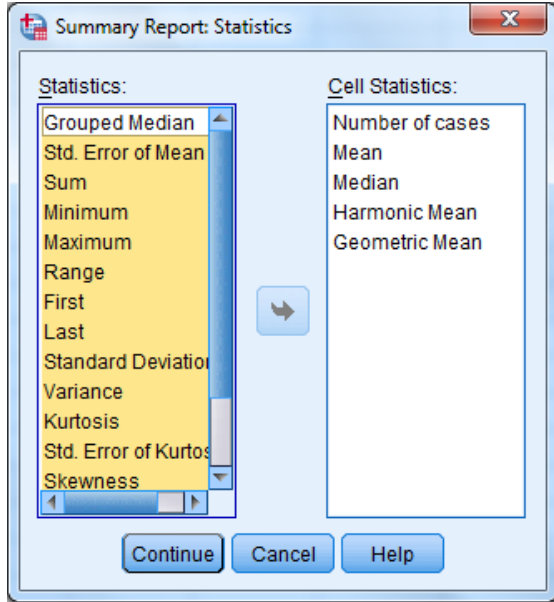 Summary Report: Statistics
Statistics:
Grouped Median
Std. Error of Mean
Sum
Minimum
Maximum
Range
First
Last
Standard Deviation
Variance
Kurtosis
Std. Error of Kurtos
Skewness
Cell Statistics:
Number of cases
Mean
Median
Harmonic Mean
Geometric Mean
Continue
Cancel
Help